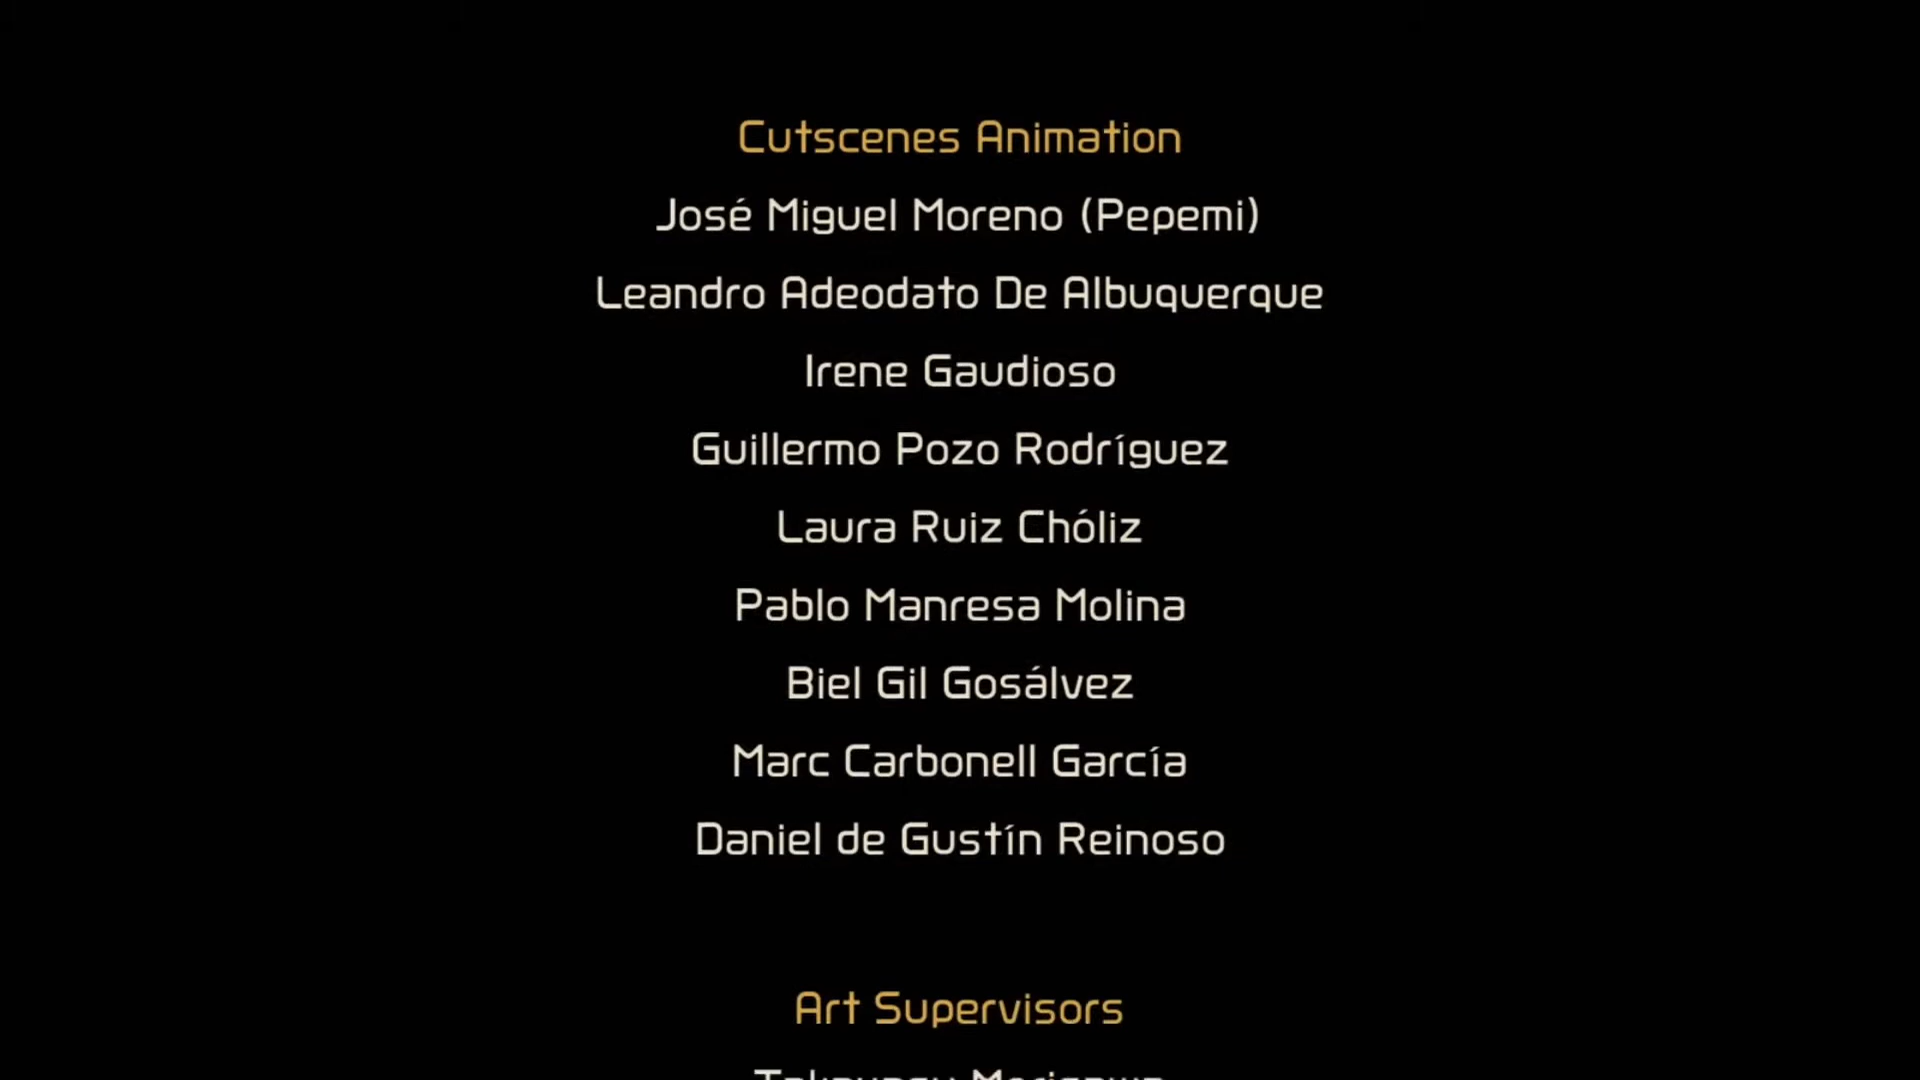 Cutscenes Animation
José Miguel Moreno (Pepemi)
Leandro Adeodato De Albuquerque
Irene Gaudioso
Guillermo Pozo Rodríguez
Laura Ruiz Chóliz
Pablo Manresa Molina
Biel Gil Gosálvez
Marc Carbonell García
Daniel de Gustín Reinoso
Art Supervisors